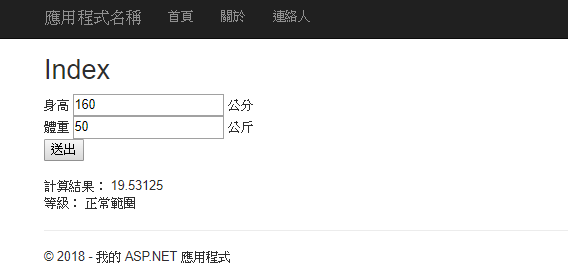 應用程式名稱 首頁 關於 連絡人
Index
身高 160 公分
體重 50 公斤
送出
計算結果： 19.53125
等級： 正常範圍
© 2018 - 我的 ASP.NET 應用程式